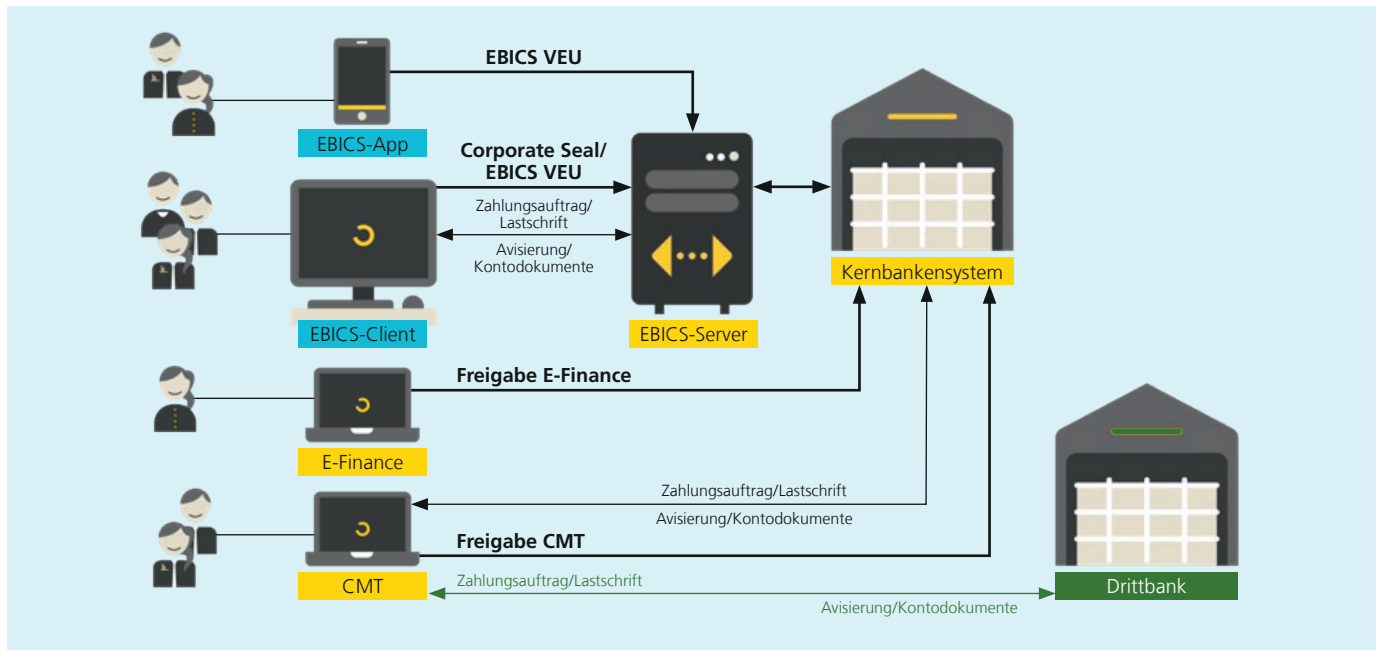 EBICS VEU
EBICS-App
Corporate Seal/
EBICS VEU
Zahlungsauftrag/
Lastschrift
Avisierung/
Kontodokumente
EBICS-Client
EBICS-Server
Kernbankensystem
Freigabe E-Finance
E-Finance
Zahlungsauftrag/Lastschrift
Avisierung/Kontodokumente
Freigabe CMT
CMT
Zahlungsauftrag/Lastschrift
Avisierung/Kontodokumente
Drittbank